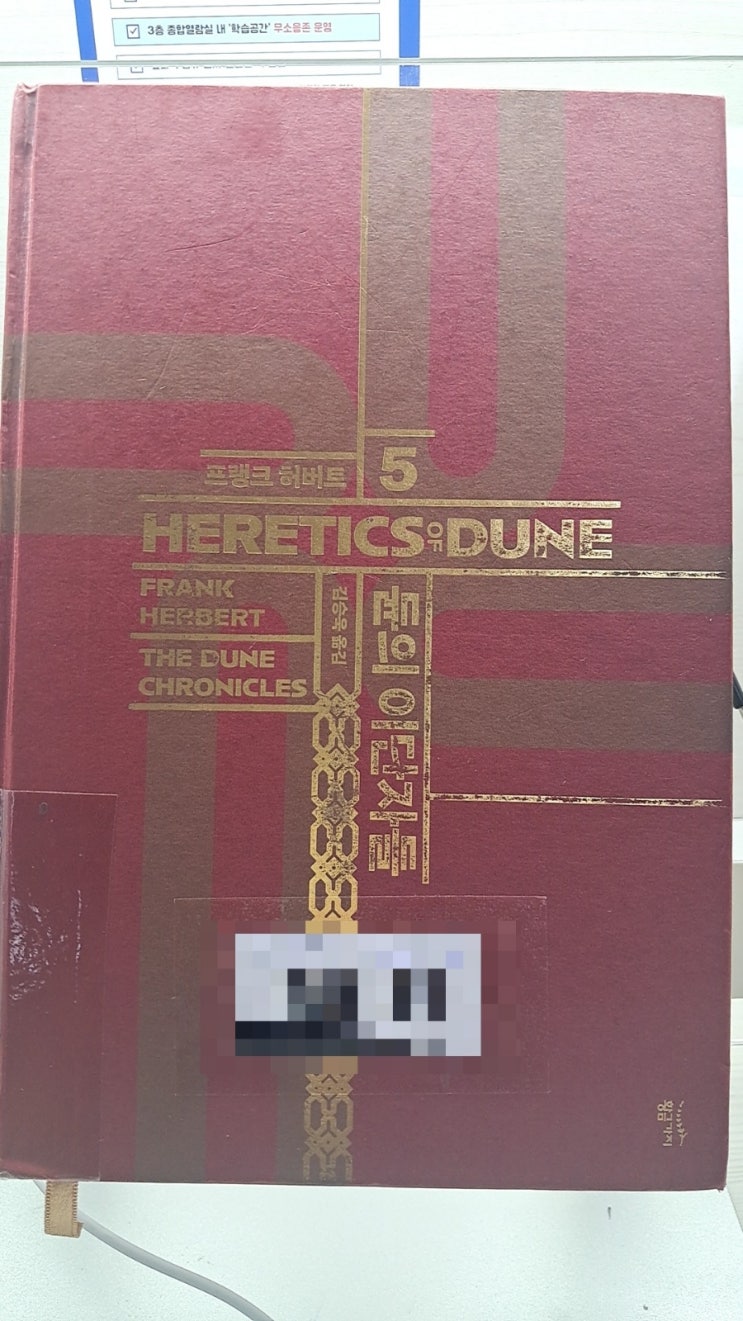 3층 종합열람실 내 '학습공간' 무소음존 운영
프랭크 허버트
5
HERETICS OF DUNE
FRANK
HERBERT
THE DUNE
CHRONICLES
김승욱 옮김
듄의 이단자들
황금가지